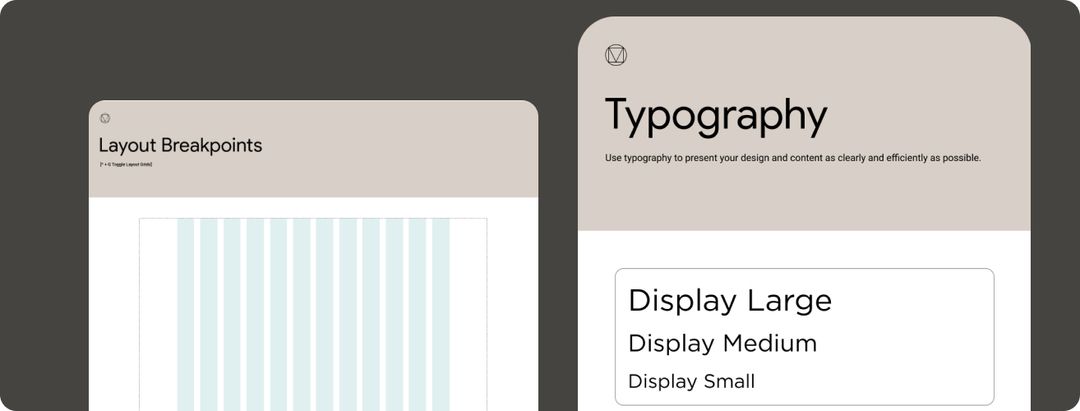 Layout Breakpoints
[^ + G Toggle Layout Grids]
Typography
Use typography to present your design and content as clearly and efficiently as possible.
Display Large
Display Medium
Display Small